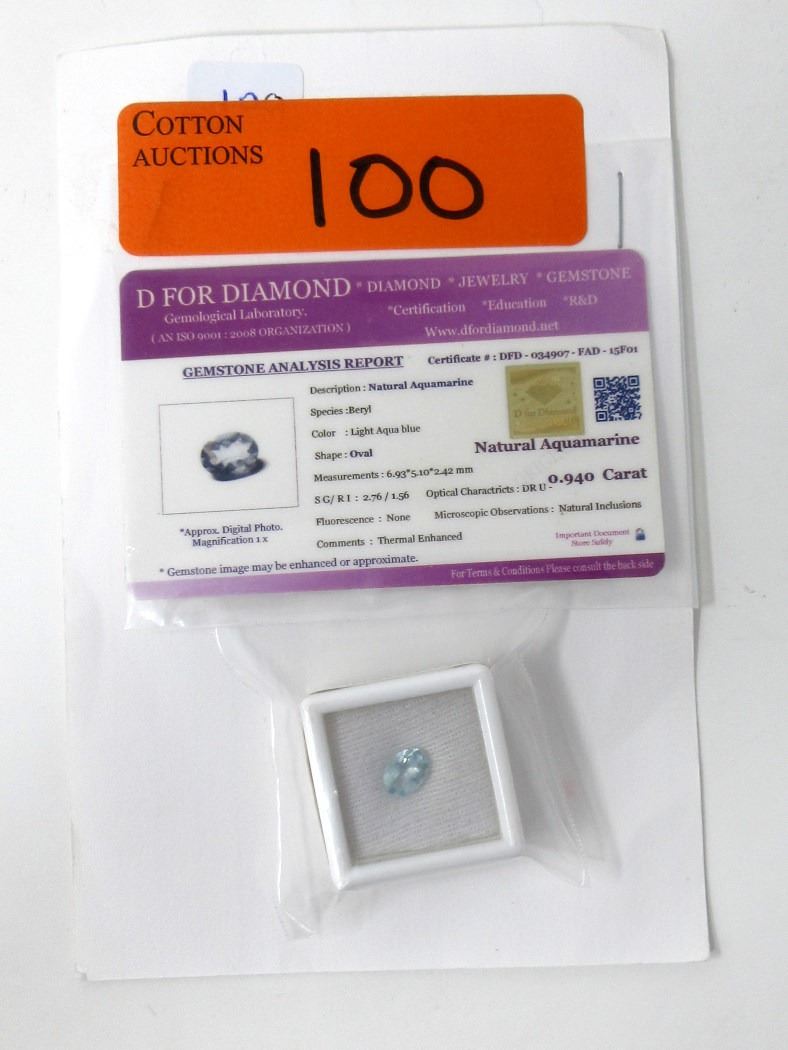 COTTON
AUCTIONS
100
D FOR DIAMOND * DIAMOND * JEWELRY * GEMSTONE
Gemological Laboratory. *Certification *Education *R&D
( AN ISO 9001 : 2008 ORGANIZATION ) Www.dfordiamond.net
GEMSTONE ANALYSIS REPORT Certificate # : DFD - 034907 - FAD - 15F01
Description : Natural Aquamarine
Species :Beryl
Color : Light Aqua blue
Shape : Oval
D for Diamond
Natural Aquamarine
Measurements : 6.93*5.10*2.42 mm
0.940 Carat
S G/ R I : 2.76 / 1.56 Optical Charactricts : DR U -
Fluorescence : None Microscopic Observations : Natural Inclusions
Comments : Thermal Enhanced
*Approx. Digital Photo.
Magnification 1 x
Important Document
Store Safely
* Gemstone image may be enhanced or approximate.
For Terms & Conditions Please consult the back side